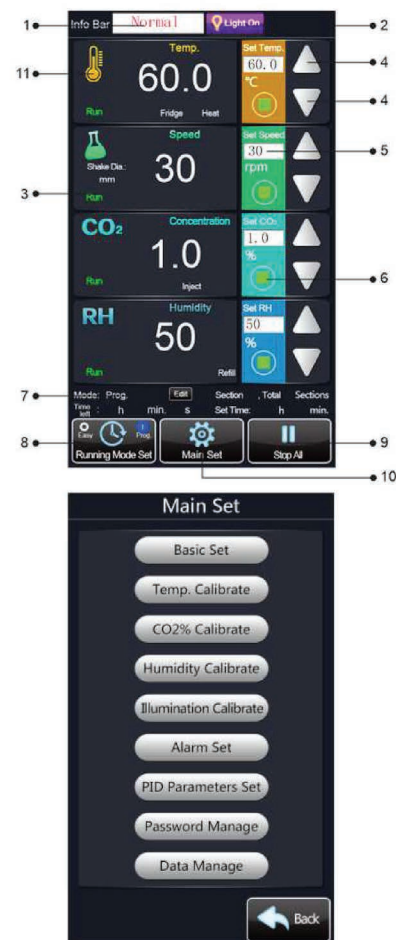 1 Info Bar Normal Light On 2
11 Temp. Set Temp. 4
60.0 60.0
℃
Run Fridge Heat 4
Speed Set Speed
30 30 5
Shake Dia.: rpm
mm
3 Run
CO₂ Concentration Set CO₂
1.0 1.0
%
Run Inject 6
RH Humidity Set RH
50 50
%
Run Refill
7 Mode: Prog. Edit Section , Total Sections
Time left : h min. s Set Time: h min.
8 Easy Prog. 9
Running Mode Set Main Set Stop All
10
Main Set
Basic Set
Temp. Calibrate
CO2% Calibrate
Humidity Calibrate
Illumination Calibrate
Alarm Set
PID Parameters Set
Password Manage
Data Manage
Back